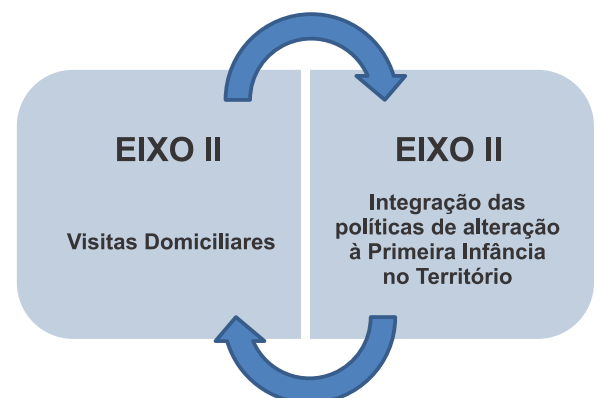 EIXO II
Visitas Domiciliares
EIXO II
Integração das
políticas de alteração
à Primeira Infância
no Território